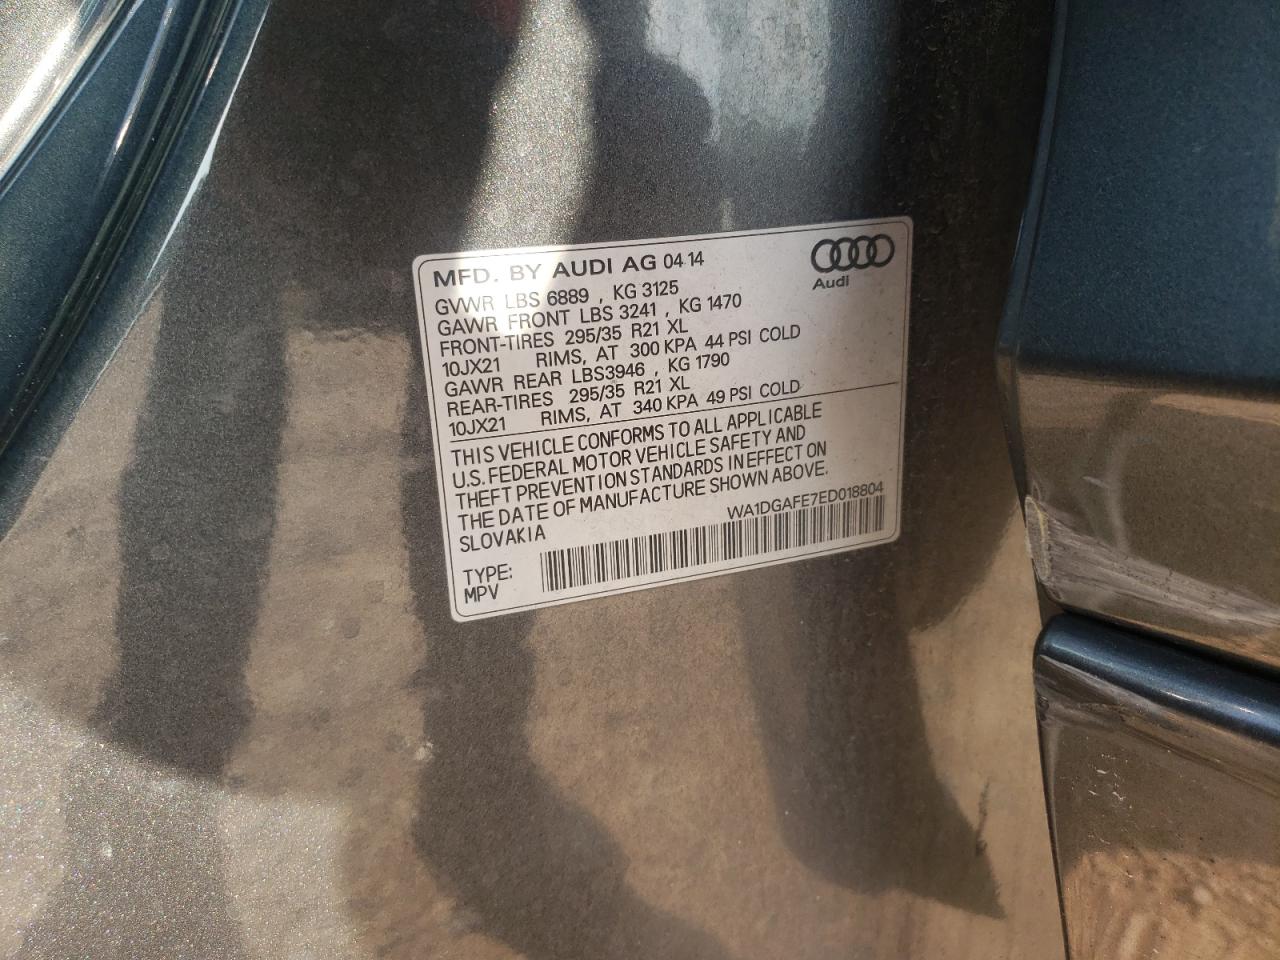 MFD. BY AUDI AG 04 14
Audi
GVWR LBS 6889 , KG 3125
GAWR FRONT LBS 3241 , KG 1470
FRONT-TIRES 295/35 R21 XL
10JX21 RIMS, AT 300 KPA 44 PSI COLD
GAWR REAR LBS3946 , KG 1790
REAR-TIRES 295/35 R21 XL
10JX21 RIMS, AT 340 KPA 49 PSI COLD
THIS VEHICLE CONFORMS TO ALL APPLICABLE
U.S. FEDERAL MOTOR VEHICLE SAFETY AND
THEFT PREVENTION STANDARDS IN EFFECT ON
THE DATE OF MANUFACTURE SHOWN ABOVE.
SLOVAKIA
WA1DGAFE7ED018804
TYPE:
MPV